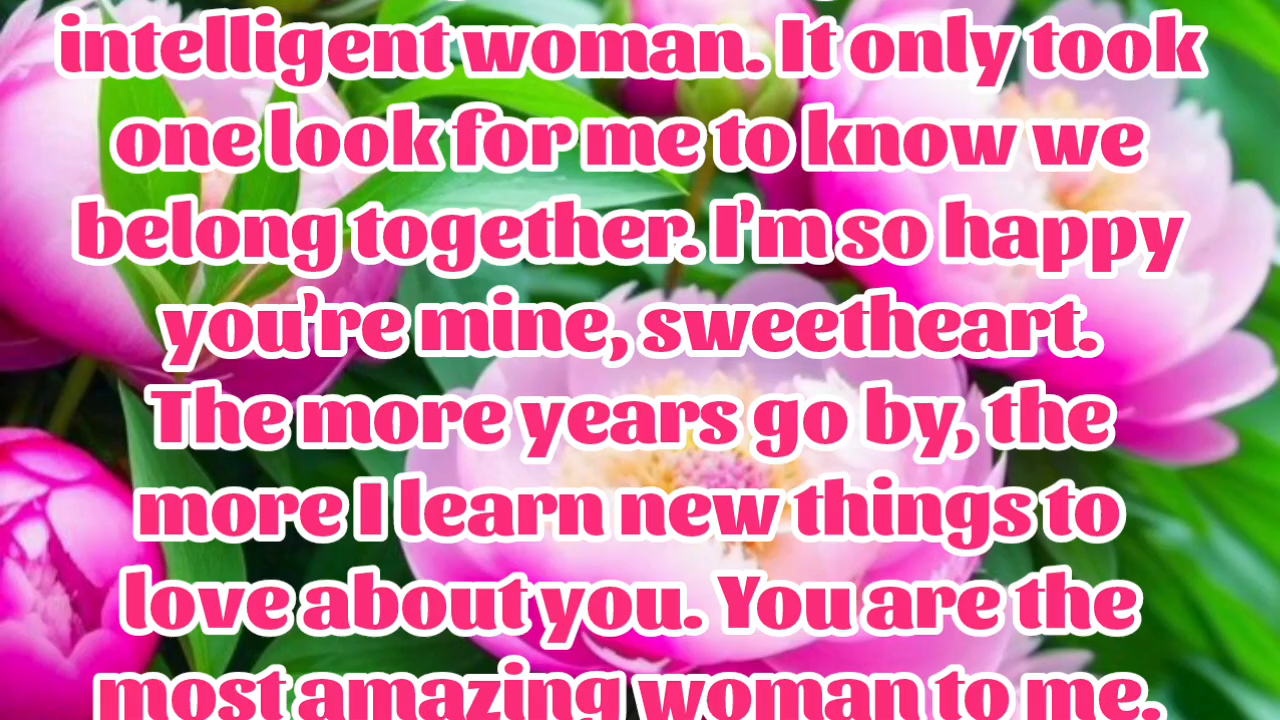 intelligent woman. It only took
one look for me to know we
belong together. I'm so happy
you're mine, sweetheart.
The more years go by, the
more I learn new things to
love about you. You are the
most amazing woman to me.